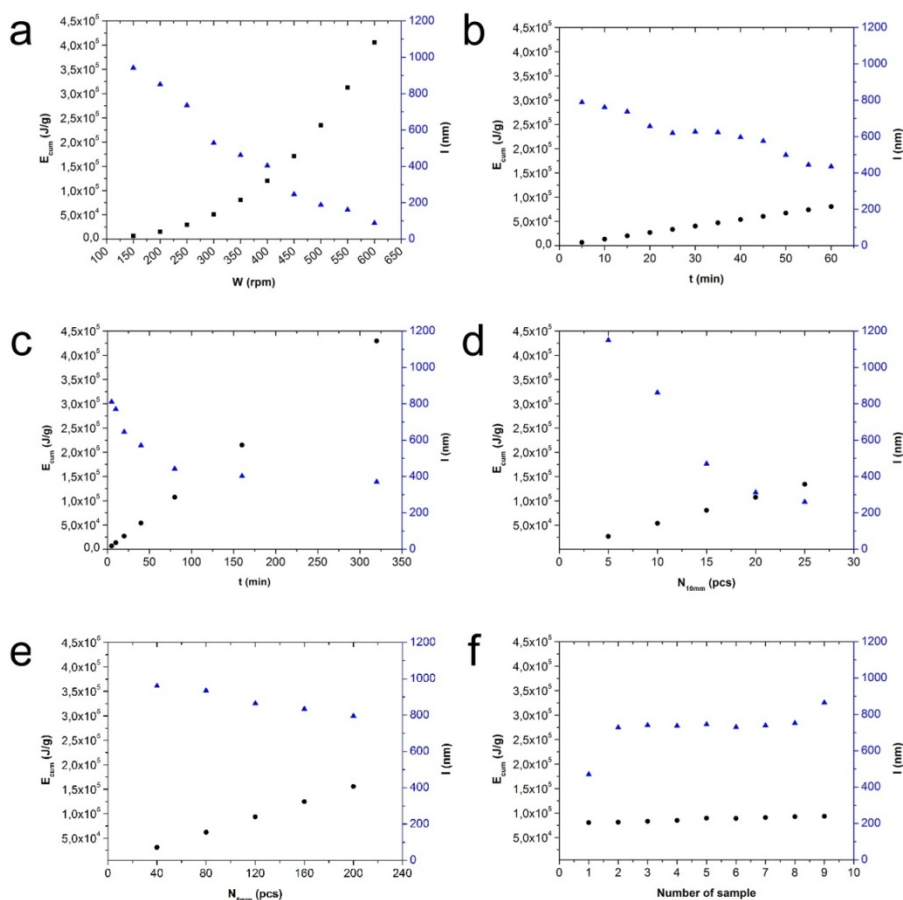 a
4,5x10⁵ 1200
4,0x10⁵
3,5x10⁵ 1000
3,0x10⁵ 800
2,5x10⁵
2,0x10⁵ 600
1,5x10⁵ 400
1,0x10⁵
5,0x10⁴ 200
0,0 0
E_cum (J/g)
l (nm)
100 150 200 250 300 350 400 450 500 550 600 650
W (rpm)
b
4,5x10⁵ 1200
4,0x10⁵
3,5x10⁵ 1000
3,0x10⁵ 800
2,5x10⁵
2,0x10⁵ 600
1,5x10⁵ 400
1,0x10⁵
5,0x10⁴ 200
0,0 0
E_cum (J/g)
l (nm)
0 10 20 30 40 50 60
t (min)
c
4,5x10⁵ 1200
4,0x10⁵
3,5x10⁵ 1000
3,0x10⁵ 800
2,5x10⁵
2,0x10⁵ 600
1,5x10⁵ 400
1,0x10⁵
5,0x10⁴ 200
0,0 0
E_cum (J/g)
l (nm)
0 50 100 150 200 250 300 350
t (min)
d
4,5x10⁵ 1200
4,0x10⁵
3,5x10⁵ 1000
3,0x10⁵ 800
2,5x10⁵
2,0x10⁵ 600
1,5x10⁵ 400
1,0x10⁵
5,0x10⁴ 200
0,0 0
E_cum (J/g)
l (nm)
0 5 10 15 20 25 30
N_10mm (pcs)
e
4,5x10⁵ 1200
4,0x10⁵
3,5x10⁵ 1000
3,0x10⁵ 800
2,5x10⁵
2,0x10⁵ 600
1,5x10⁵ 400
1,0x10⁵
5,0x10⁴ 200
0
E_cum (J/g)
l (nm)
0 40 80 120 160 200 240
(pcs)
f
4,5x10⁵ 1200
4,0x10⁵
3,5x10⁵ 1000
3,0x10⁵ 800
2,5x10⁵
2,0x10⁵ 600
1,5x10⁵ 400
1,0x10⁵
5,0x10⁴ 200
0
E_cum (J/g)
l (nm)
0 1 2 3 4 5 6 7 8 9 10
Number of sample